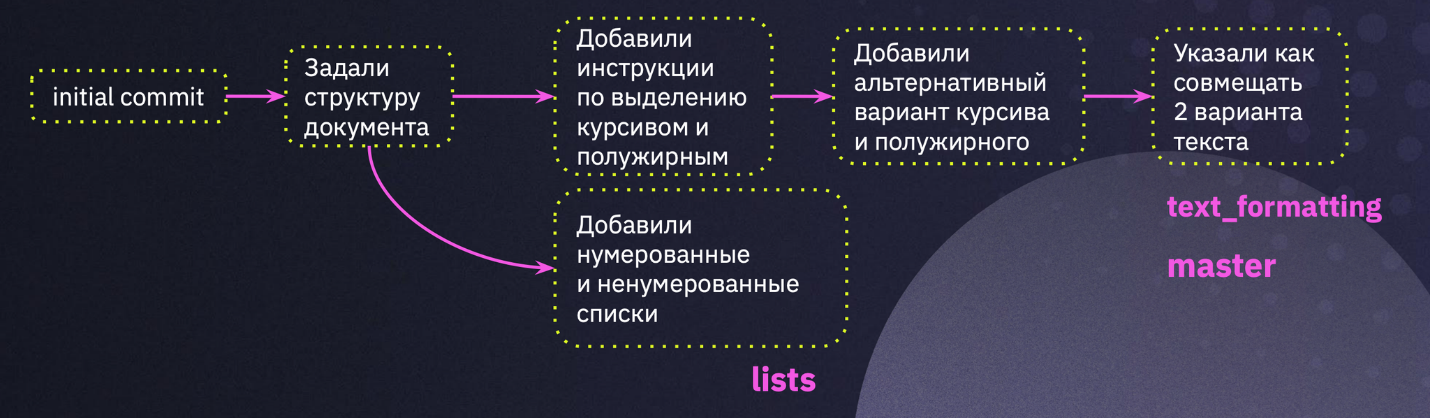 initial commit
Задали
структуру
документа
Добавили
инструкции
по выделению
курсивом и
полужирным
Добавили
альтернативный
вариант курсива
и полужирного
Указали как
совмещать
2 варианта
текста
text_formatting
master
Добавили
нумерованные
и ненумерованные
списки
lists